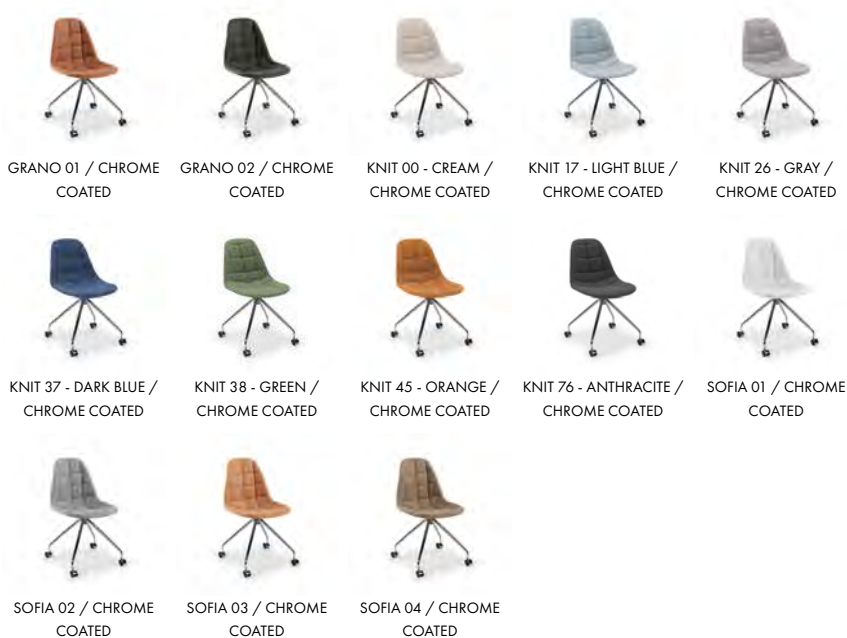 GRANO 01 / CHROME
COATED
GRANO 02 / CHROME
COATED
KNIT 00 - CREAM /
CHROME COATED
KNIT 17 - LIGHT BLUE /
CHROME COATED
KNIT 26 - GRAY /
CHROME COATED
KNIT 37 - DARK BLUE /
CHROME COATED
KNIT 38 - GREEN /
CHROME COATED
KNIT 45 - ORANGE /
CHROME COATED
KNIT 76 - ANTHRACITE /
CHROME COATED
SOFIA 01 / CHROME
COATED
SOFIA 02 / CHROME
COATED
SOFIA 03 / CHROME
COATED
SOFIA 04 / CHROME
COATED